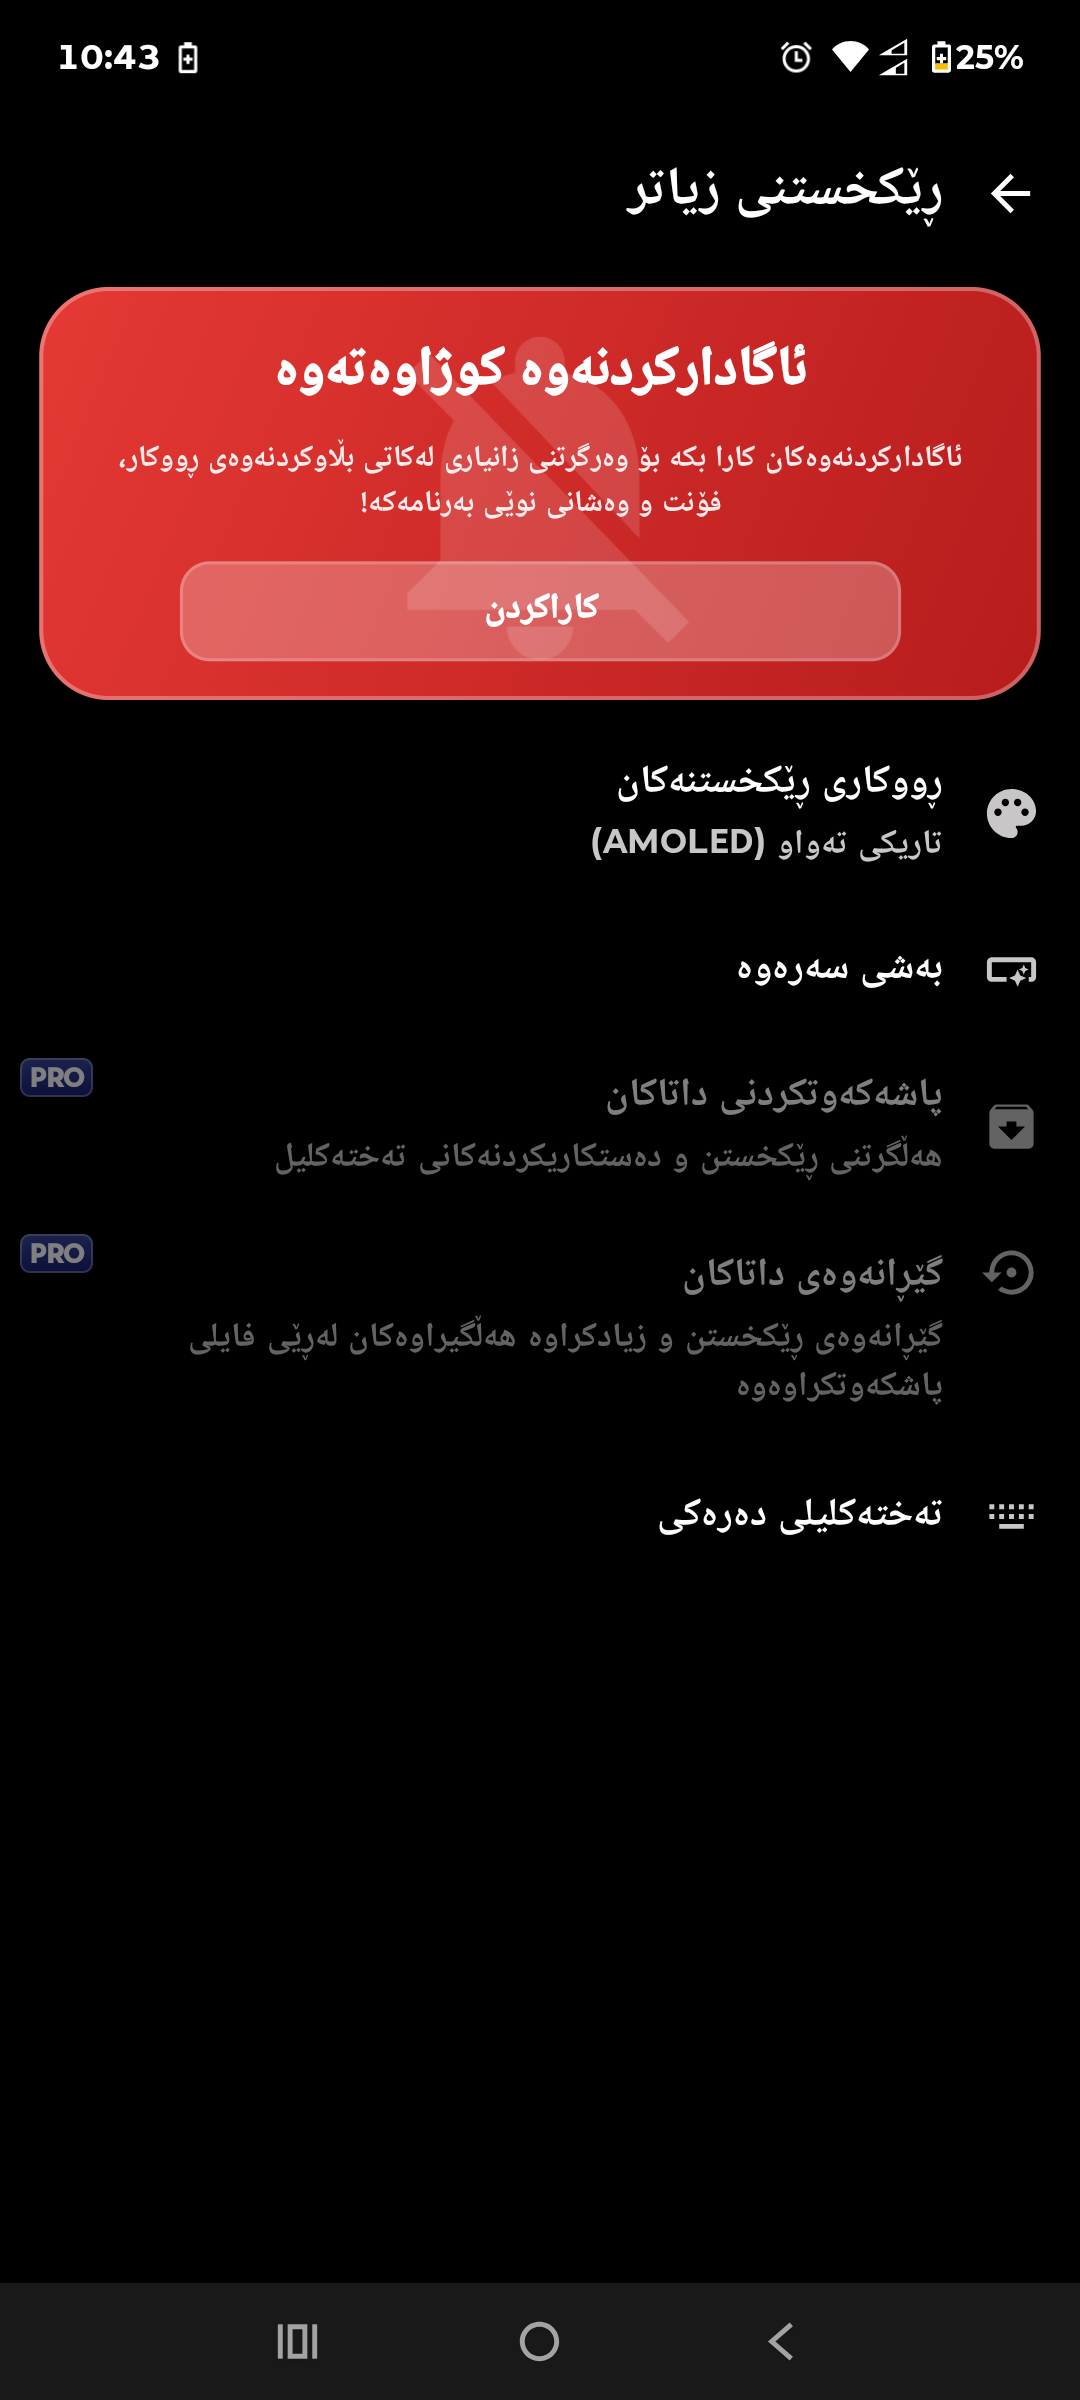 10:43
25%
ڕێکخستنی زیاتر
ئاگادارکردنەوە کوژاوەتەوە
ئاگادارکردنەوەکان کارا بکە بۆ وەرگرتنی زانیاری لەکاتی بڵاوکردنەوەی ڕووکار،
فۆنت و وەشانی نوێی بەرنامەکە!
کاراکردن
ڕووکاری ڕێکخستنەکان
تاریکی تەواو (AMOLED)
بەشی سەرەوە
PRO
پاشەکەوتکردنی داتاکان
هەڵگرتنی ڕێکخستن و دەستکاریکردنەکانی تەختەکلیل
PRO
گێڕانەوەی داتاکان
گێڕانەوەی ڕێکخستن و زیادکراوە هەڵگیراوەکان لەڕێی فایلی
پاشکەوتکراوەوە
تەختەکلیلی دەرەکی